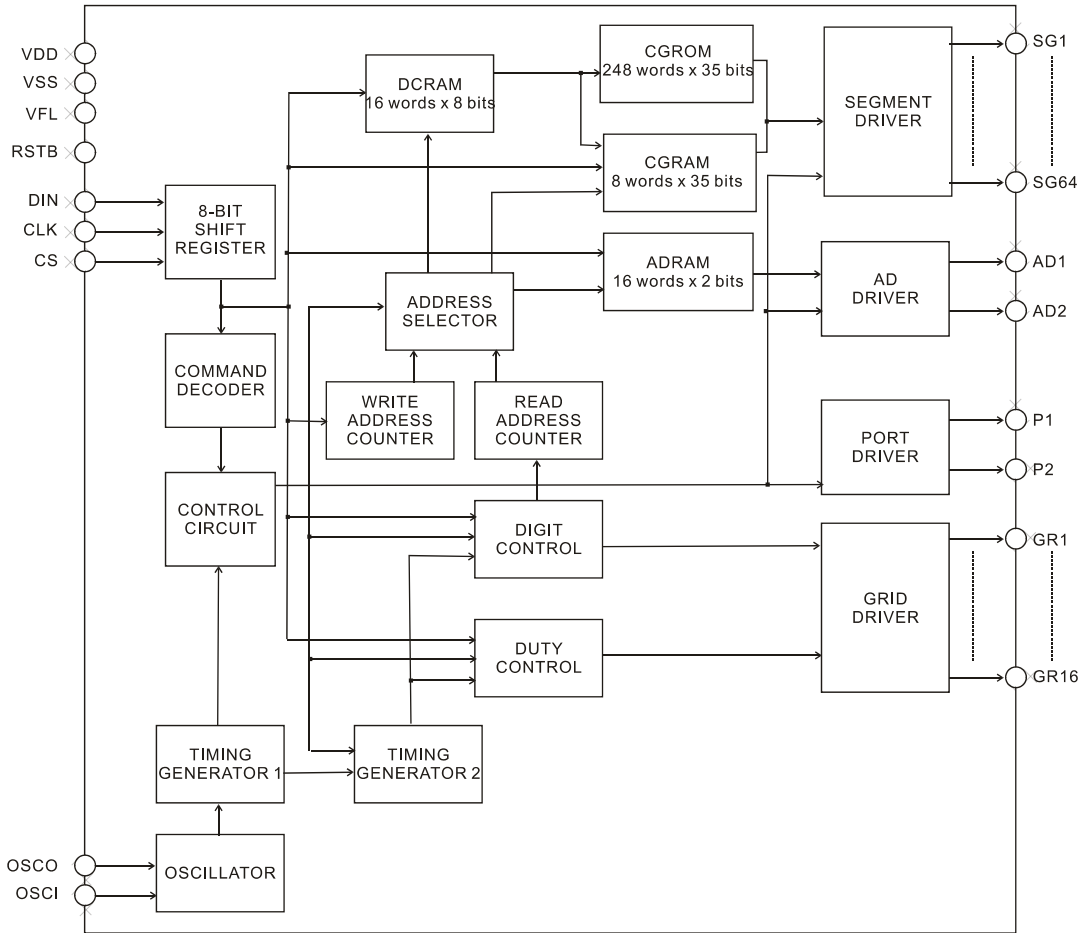 VDD
VSS
VFL
RSTB
DIN
CLK
CS
OSCO
OSCI
8-BIT
SHIFT
REGISTER
COMMAND
DECODER
CONTROL
CIRCUIT
TIMING
GENERATOR 1
OSCILLATOR
DCRAM
16 words x 8 bits
ADDRESS
SELECTOR
WRITE
ADDRESS
COUNTER
READ
ADDRESS
COUNTER
DIGIT
CONTROL
DUTY
CONTROL
TIMING
GENERATOR 2
CGROM
248 words x 35 bits
CGRAM
8 words x 35 bits
ADRAM
16 words x 2 bits
SEGMENT
DRIVER
AD
DRIVER
PORT
DRIVER
GRID
DRIVER
SG1
SG64
AD1
AD2
P1
P2
GR1
GR16